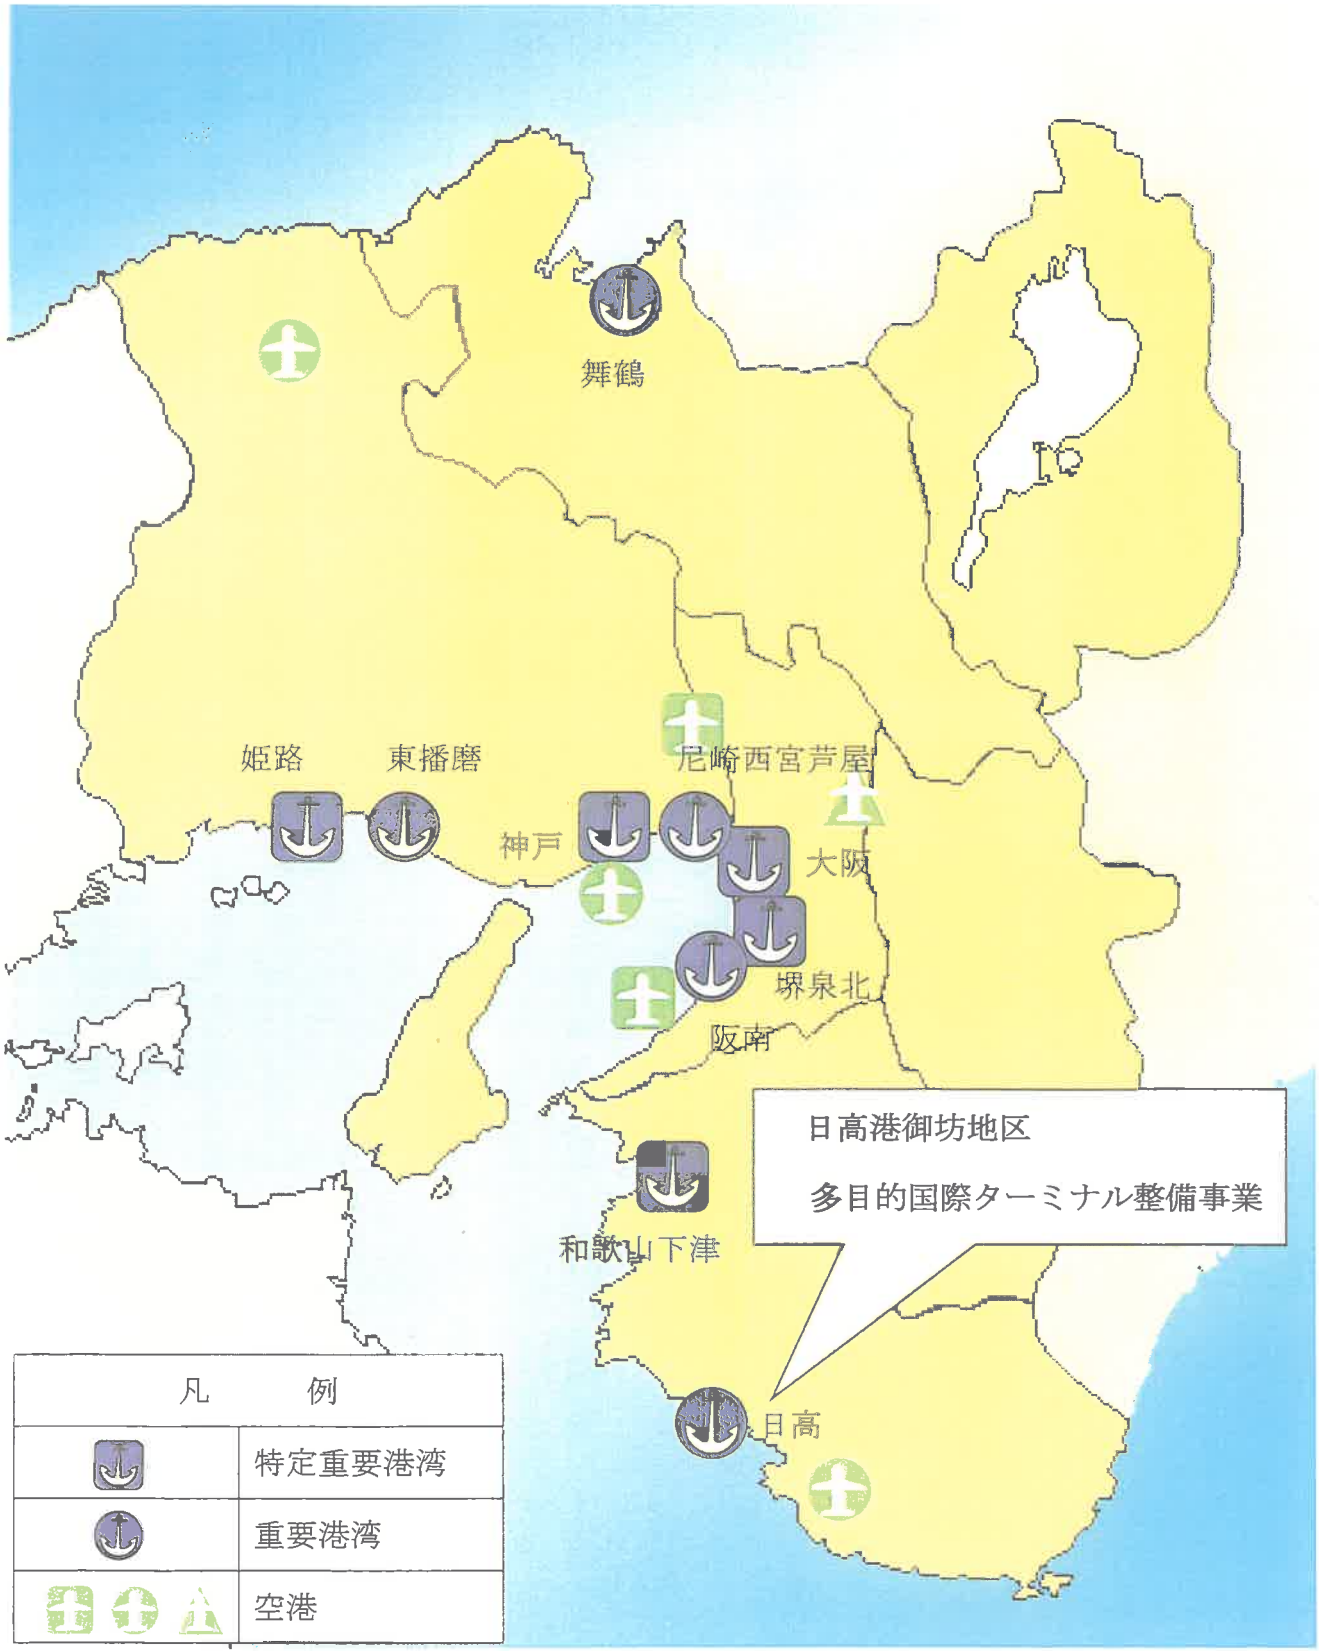 舞鶴
姫路
東播磨
尼崎西宮芦屋
神戸
大阪
堺泉北
阪南
日高港御坊地区
多目的国際ターミナル整備事業
和歌山下津
日高
凡 例
特定重要港湾
重要港湾
空港